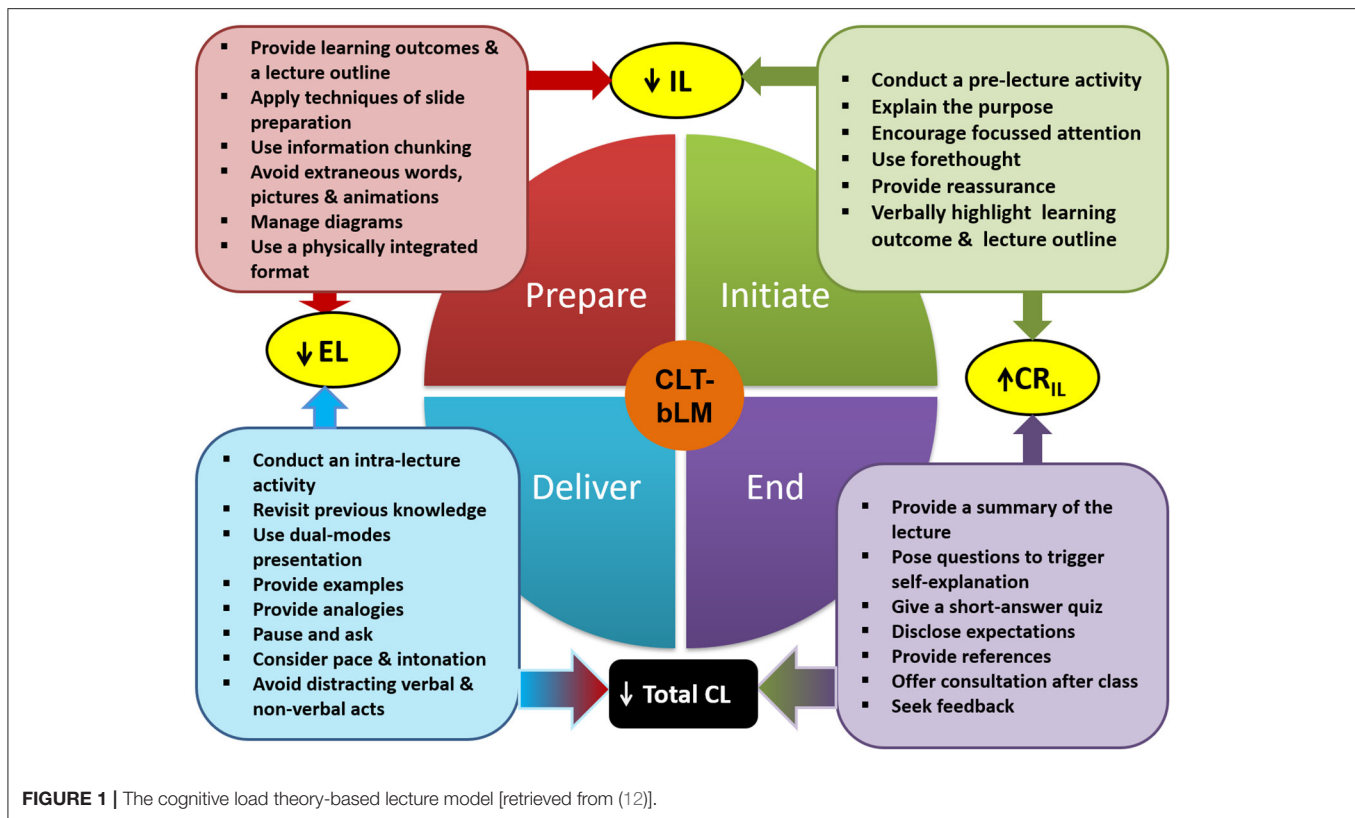 ▪ Provide learning outcomes &
a lecture outline
▪ Apply techniques of slide
preparation
▪ Use information chunking
▪ Avoid extraneous words,
pictures & animations
▪ Manage diagrams
▪ Use a physically integrated
format
↓ IL
▪ Conduct a pre-lecture activity
▪ Explain the purpose
▪ Encourage focussed attention
▪ Use forethought
▪ Provide reassurance
▪ Verbally highlight learning
outcome & lecture outline
Prepare
Initiate
↓ EL
CLT-
bLM
↑CRIL
▪ Conduct an intra-lecture
activity
▪ Revisit previous knowledge
▪ Use dual-modes
presentation
▪ Provide examples
▪ Provide analogies
▪ Pause and ask
▪ Consider pace & intonation
▪ Avoid distracting verbal &
non-verbal acts
Deliver
End
▪ Provide a summary of the
lecture
▪ Pose questions to trigger
self-explanation
▪ Give a short-answer quiz
▪ Disclose expectations
▪ Provide references
▪ Offer consultation after class
▪ Seek feedback
↓ Total CL
FIGURE 1 | The cognitive load theory-based lecture model [retrieved from (12)].